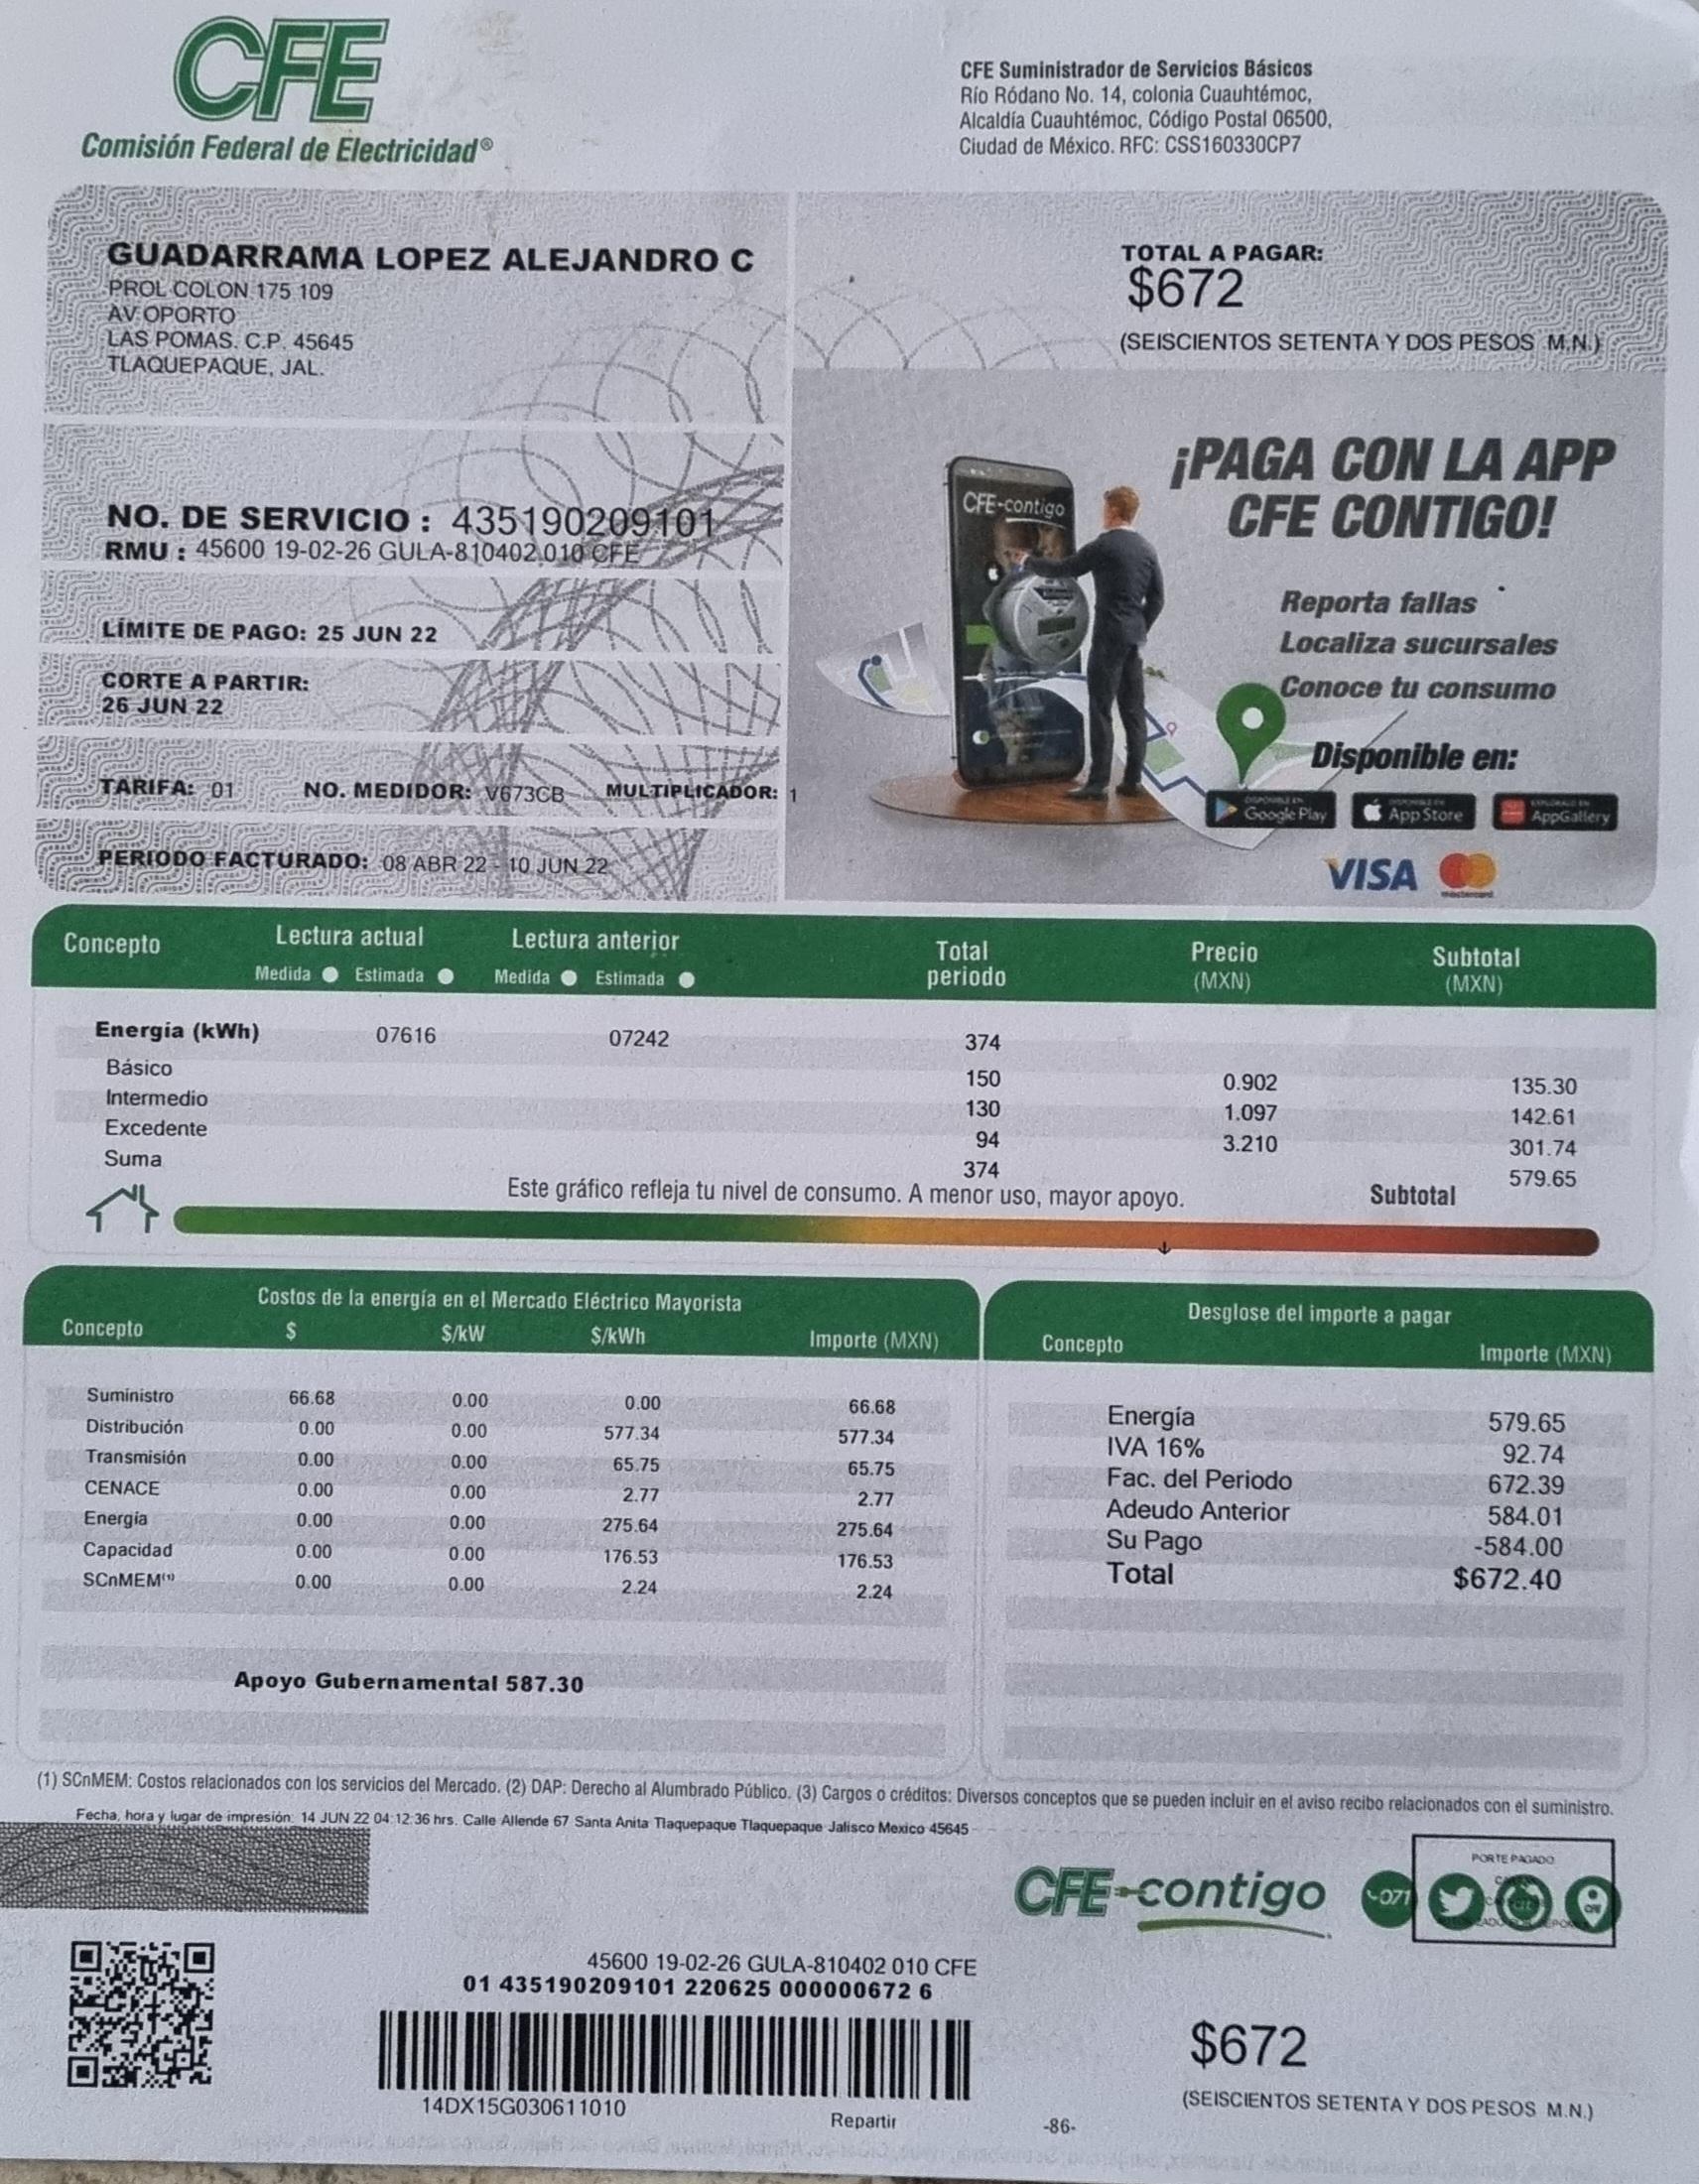 CFE
Comisión Federal de Electricidad®
CFE Suministrador de Servicios Básicos
Río Ródano No. 14, colonia Cuauhtémoc,
Alcaldía Cuauhtémoc, Código Postal 06500,
Ciudad de México. RFC: CSS160330CP7
GUADARRAMA LOPEZ ALEJANDRO C
PROL COLON 175 109
AV OPORTO
LAS POMAS. C.P. 45645
TLAQUEPAQUE, JAL.
TOTAL A PAGAR:
$672
(SEISCIENTOS SETENTA Y DOS PESOS M.N.)
NO. DE SERVICIO : 435190209101
RMU : 45600 19-02-26 GULA-810402 010 CFE
LÍMITE DE PAGO: 25 JUN 22
CORTE A PARTIR:
26 JUN 22
TARIFA: 01 NO. MEDIDOR: V673CB MULTIPLICADOR: 1
PERIODO FACTURADO: 08 ABR 22 - 10 JUN 22
CFE-contigo
¡PAGA CON LA APP
CFE CONTIGO!
Reporta fallas
Localiza sucursales
Conoce tu consumo
Disponible en:
DISPONIBLE EN Google Play
App Store
EXPLÓRALO EN AppGallery
VISA mastercard
Concepto Lectura actual Lectura anterior Total periodo Precio (MXN) Subtotal (MXN)
Medida Estimada Medida Estimada
Energía (kWh) 07616 07242 374
Básico 150 0.902 135.30
Intermedio 130 1.097 142.61
Excedente 94 3.210 301.74
Suma 374 579.65
Este gráfico refleja tu nivel de consumo. A menor uso, mayor apoyo. Subtotal
Costos de la energía en el Mercado Eléctrico Mayorista
Concepto $ $/kW $/kWh Importe (MXN)
Suministro 66.68 0.00 0.00 66.68
Distribución 0.00 0.00 577.34 577.34
Transmisión 0.00 0.00 65.75 65.75
CENACE 0.00 0.00 2.77 2.77
Energía 0.00 0.00 275.64 275.64
Capacidad 0.00 0.00 176.53 176.53
SCnMEM(1) 0.00 0.00 2.24 2.24
Apoyo Gubernamental 587.30
Desglose del importe a pagar
Concepto Importe (MXN)
Energía 579.65
IVA 16% 92.74
Fac. del Periodo 672.39
Adeudo Anterior 584.01
Su Pago -584.00
Total $672.40
(1) SCnMEM: Costos relacionados con los servicios del Mercado. (2) DAP: Derecho al Alumbrado Público. (3) Cargos o créditos: Diversos conceptos que se pueden incluir en el aviso recibo relacionados con el suministro.
Fecha, hora y lugar de impresión: 14 JUN 22 04:12:36 hrs. Calle Allende 67 Santa Anita Tlaquepaque Tlaquepaque Jalisco Mexico 45645
CFE contigo
071
PORTE PAGADO
45600 19-02-26 GULA-810402 010 CFE
01 435190209101 220625 000000672 6
14DX15G030611010
Repartir
-86-
$672
(SEISCIENTOS SETENTA Y DOS PESOS M.N.)